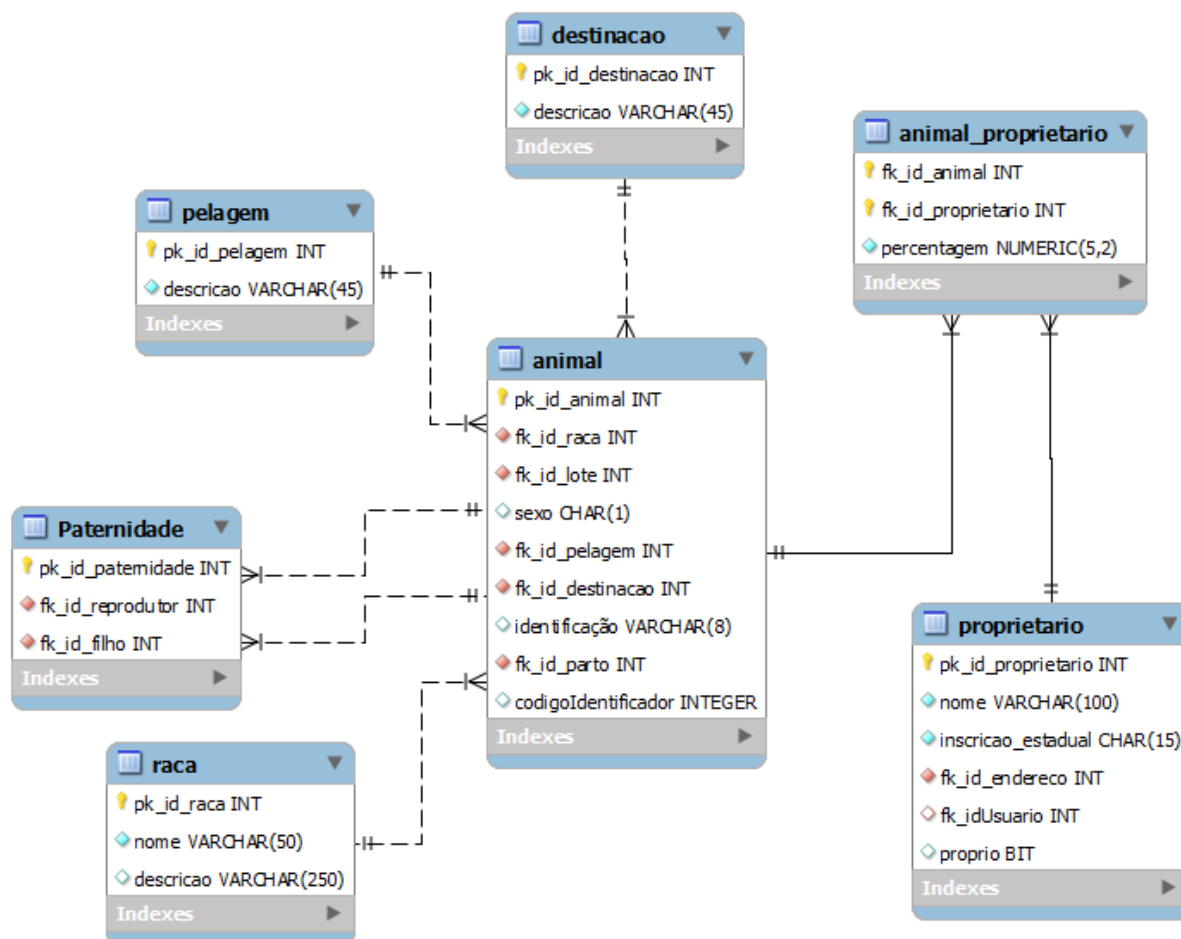 destinacao
pk_id_destinacao INT
descricao VARCHAR(45)
Indexes
animal_proprietario
fk_id_animal INT
fk_id_proprietario INT
percentagem NUMERIC(5,2)
Indexes
pelagem
pk_id_pelagem INT
descricao VARCHAR(45)
Indexes
animal
pk_id_animal INT
fk_id_raca INT
fk_id_lote INT
sexo CHAR(1)
fk_id_pelagem INT
fk_id_destinacao INT
identificação VARCHAR(8)
fk_id_parto INT
codigoIdentificador INTEGER
Indexes
Paternidade
pk_id_paternidade INT
fk_id_reprodutor INT
fk_id_filho INT
Indexes
proprietario
pk_id_proprietario INT
nome VARCHAR(100)
inscricao_estadual CHAR(15)
fk_id_endereco INT
fk_idUsuario INT
proprio BIT
Indexes
raca
pk_id_raca INT
nome VARCHAR(50)
descricao VARCHAR(250)
Indexes